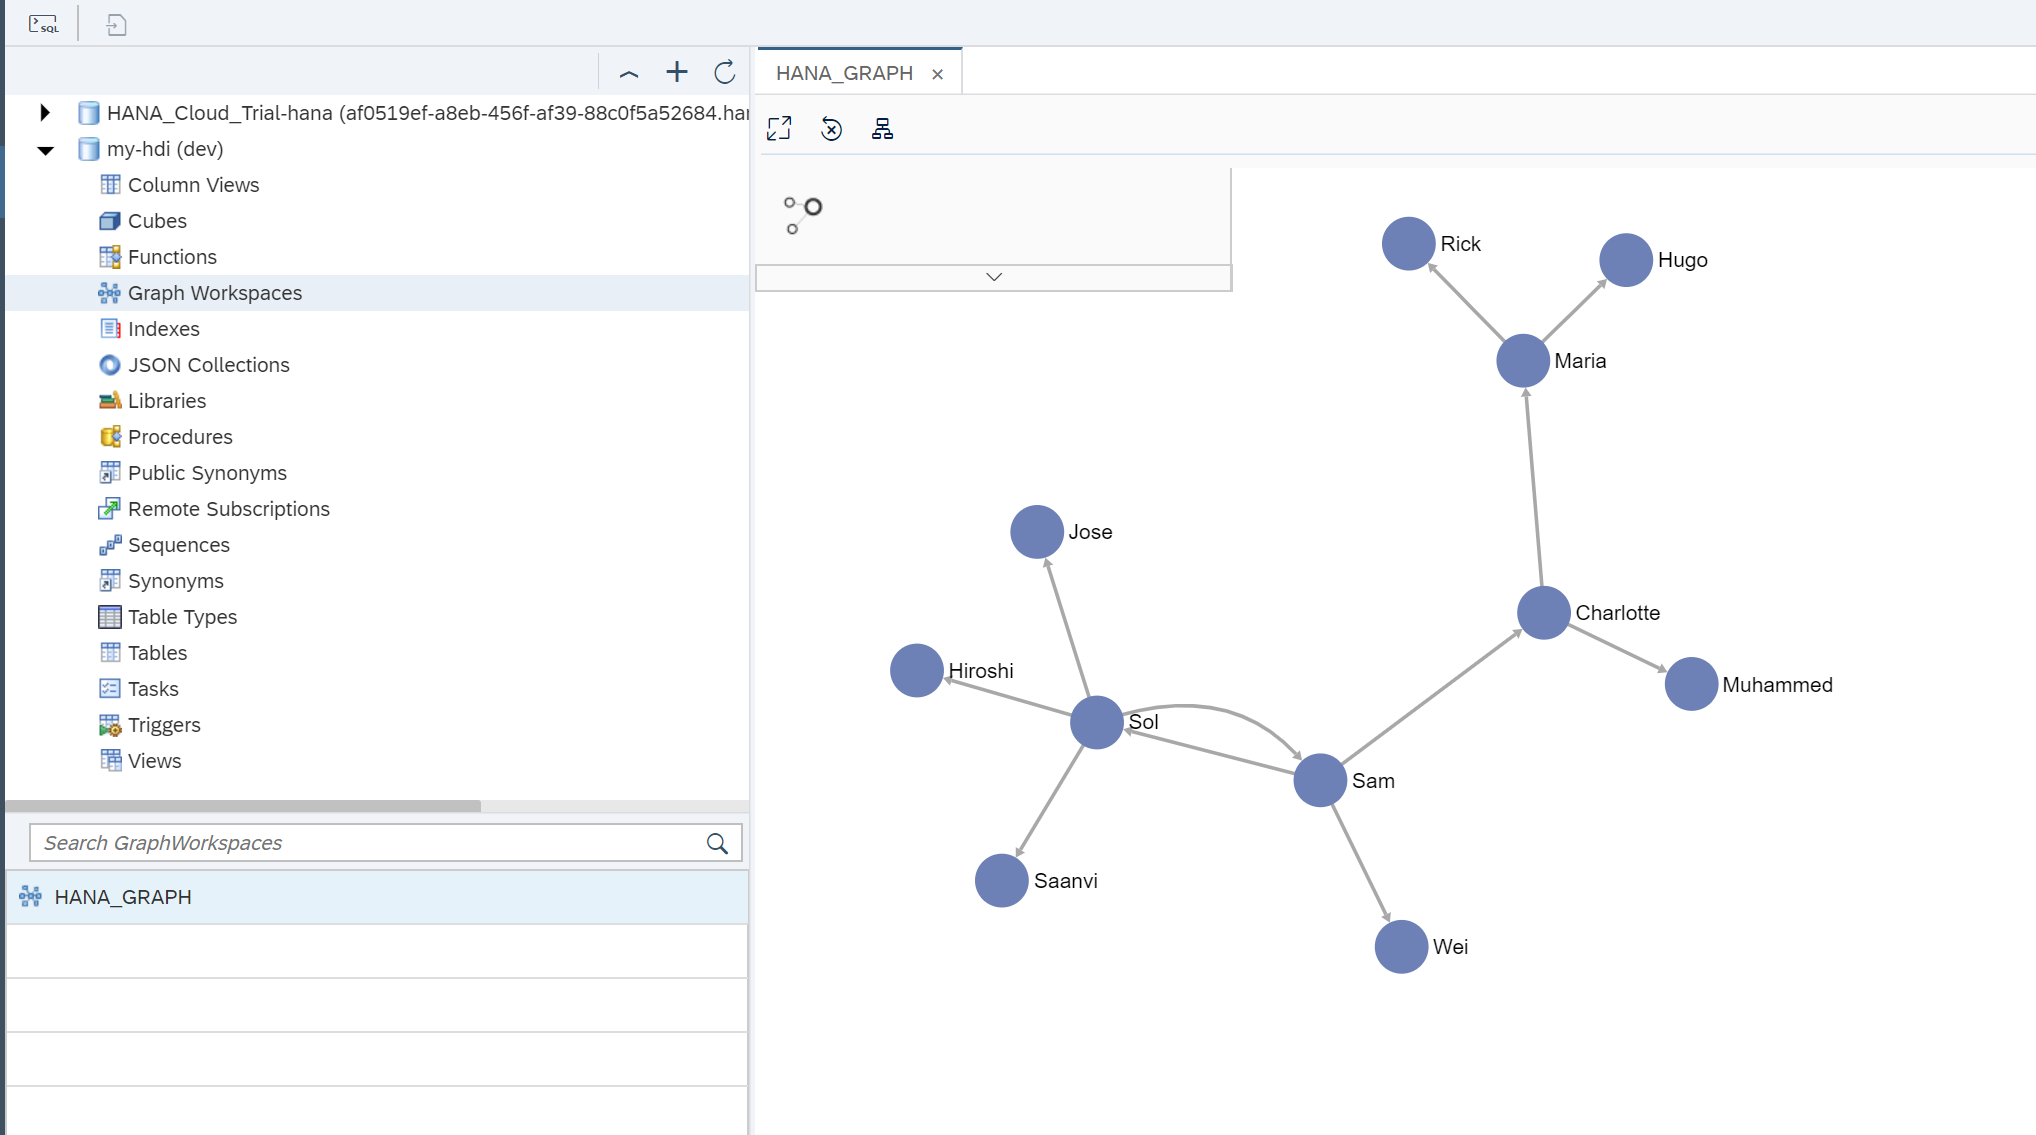 SQL
HANA_GRAPH
HANA_Cloud_Trial-hana (af0519ef-a8eb-456f-af39-88c0f5a52684.har
my-hdi (dev)
Column Views
Cubes
Functions
Graph Workspaces
Indexes
JSON Collections
Libraries
Procedures
Public Synonyms
Remote Subscriptions
Sequences
Synonyms
Table Types
Tables
Tasks
Triggers
Views
Search GraphWorkspaces
HANA_GRAPH
Rick
Hugo
Maria
Jose
Charlotte
Hiroshi
Muhammed
Sol
Sam
Saanvi
Wei